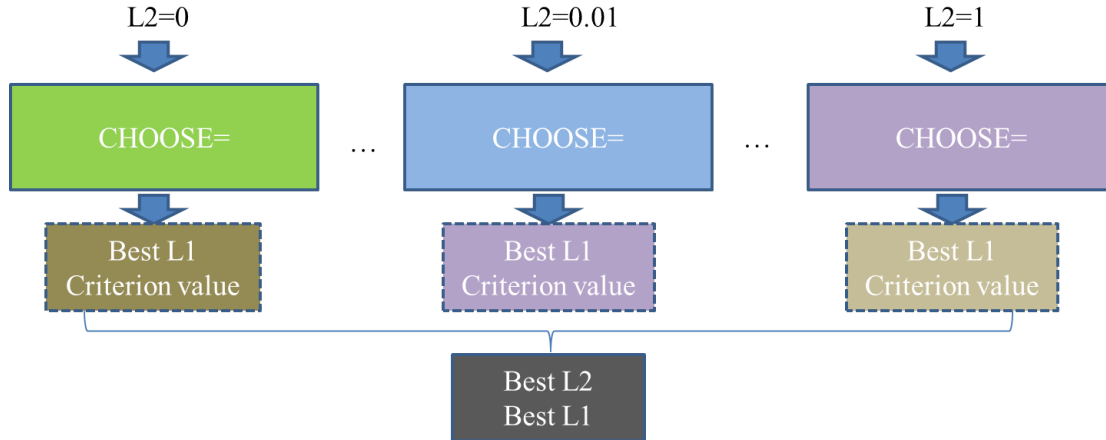 L2=0
L2=0.01
L2=1
CHOOSE=
...
CHOOSE=
...
CHOOSE=
Best L1
Criterion value
Best L1
Criterion value
Best L1
Criterion value
Best L2
Best L1